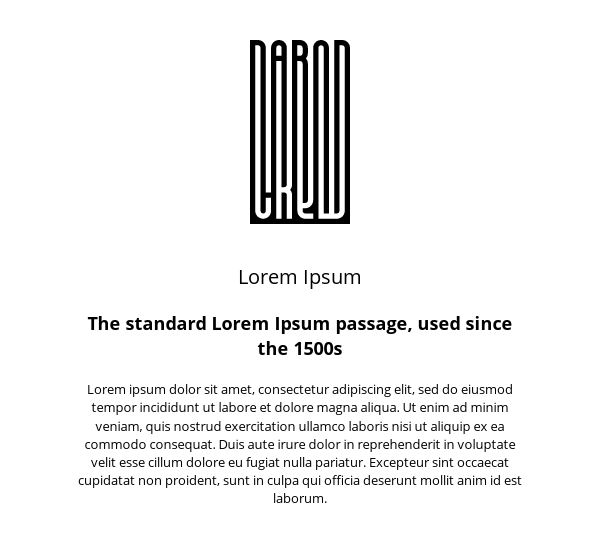 NAROD
CREW
Lorem Ipsum
The standard Lorem Ipsum passage, used since
the 1500s
Lorem ipsum dolor sit amet, consectetur adipiscing elit, sed do eiusmod
tempor incididunt ut labore et dolore magna aliqua. Ut enim ad minim
veniam, quis nostrud exercitation ullamco laboris nisi ut aliquip ex ea
commodo consequat. Duis aute irure dolor in reprehenderit in voluptate
velit esse cillum dolore eu fugiat nulla pariatur. Excepteur sint occaecat
cupidatat non proident, sunt in culpa qui officia deserunt mollit anim id est
laborum.